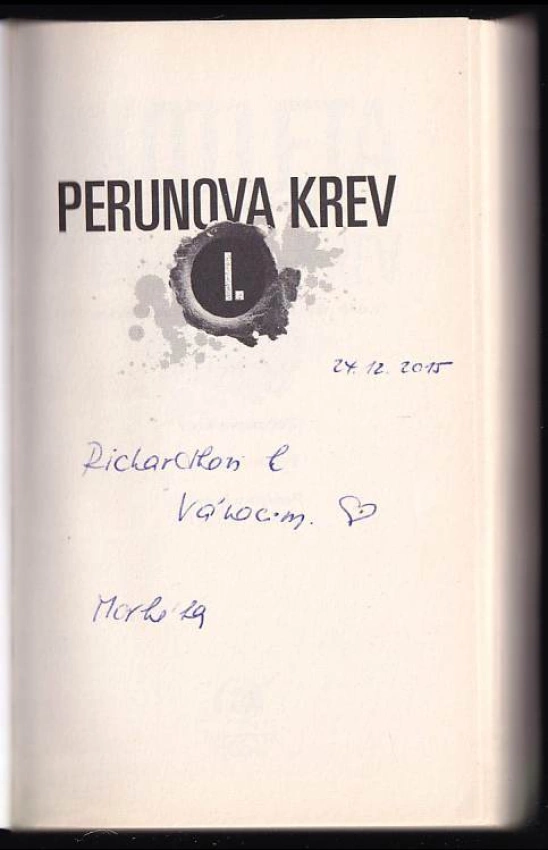 PERUNOVA KREV
I.
24.12.2015
Richardkovi k
Vánocům.
Markéta